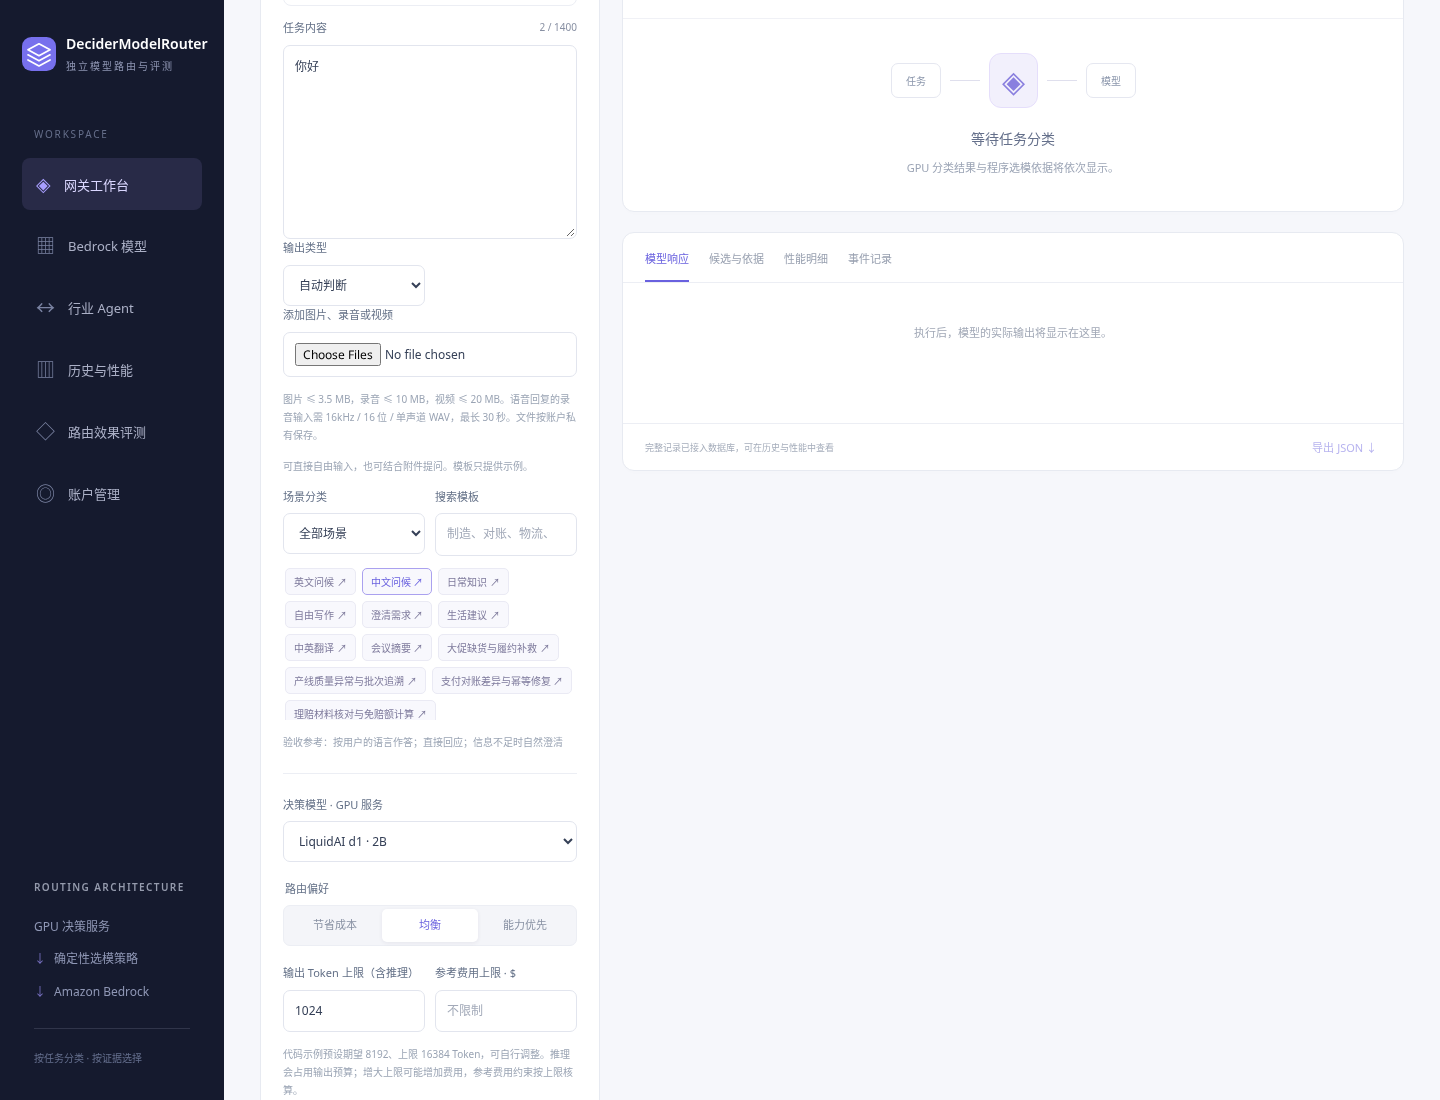 DeciderModelRouter
独立模型路由与评测
WORKSPACE
网关工作台
Bedrock 模型
行业 Agent
历史与性能
路由效果评测
账户管理
ROUTING ARCHITECTURE
GPU 决策服务
↓ 确定性选模策略
↓ Amazon Bedrock
按任务分类 · 按证据选择
任务内容
2 / 1400
你好
输出类型
自动判断
添加图片、录音或视频
Choose Files No file chosen
图片 ≤ 3.5 MB，录音 ≤ 10 MB，视频 ≤ 20 MB。语音回复的录
音输入需 16kHz / 16 位 / 单声道 WAV，最长 30 秒。文件按账户私
有保存。
可直接自由输入，也可结合附件提问。模板只提供示例。
场景分类
搜索模板
全部场景
制造、对账、物流、
英文问候 ↗
中文问候 ↗
日常知识 ↗
自由写作 ↗
澄清需求 ↗
生活建议 ↗
中英翻译 ↗
会议摘要 ↗
大促缺货与履约补救 ↗
产线质量异常与批次追溯 ↗
支付对账差异与幂等修复 ↗
理赔材料核对与免赔额计算 ↗
验收参考：按用户的语言作答；直接回应；信息不足时自然澄清
决策模型 · GPU 服务
LiquidAI d1 · 2B
路由偏好
节省成本
均衡
能力优先
输出 Token 上限（含推理）
参考费用上限 · $
1024
不限制
代码示例预设期望 8192、上限 16384 Token，可自行调整。推理
会占用输出预算；增大上限可能增加费用，参考费用约束按上限核
算。
任务
模型
等待任务分类
GPU 分类结果与程序选模依据将依次显示。
模型响应
候选与依据
性能明细
事件记录
执行后，模型的实际输出将显示在这里。
完整记录已接入数据库，可在历史与性能中查看
导出 JSON ↓